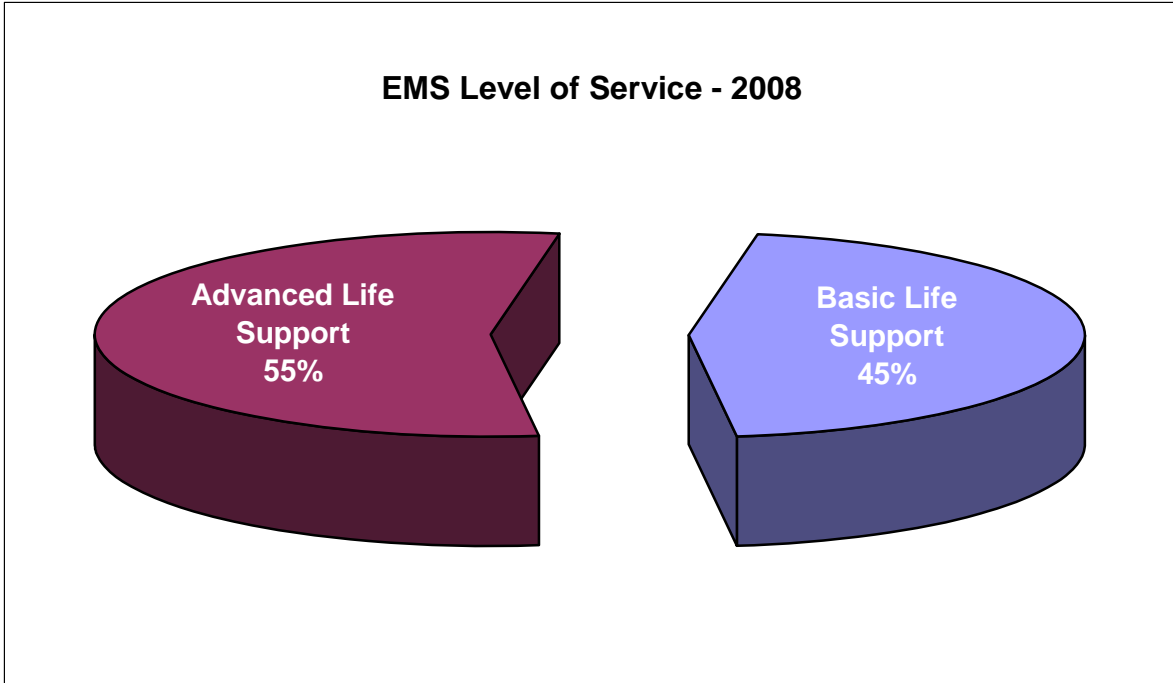 EMS Level of Service - 2008
Advanced Life
Support
55%
Basic Life
Support
45%